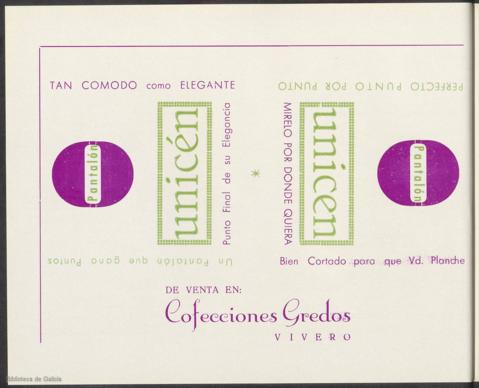 TAN COMODO como ELEGANTE
PERFECTO PUNTO POR PUNTO
Pantalón
unicén
Punto Final de su Elegancia
*
MIRELO POR DONDE QUIERA
unicen
Pantalón
Un Pantalón que gana Puntos
Bien Cortado para que Vd. Planche
DE VENTA EN:
Cofecciones Gredos
VIVERO
Biblioteca de Galicia